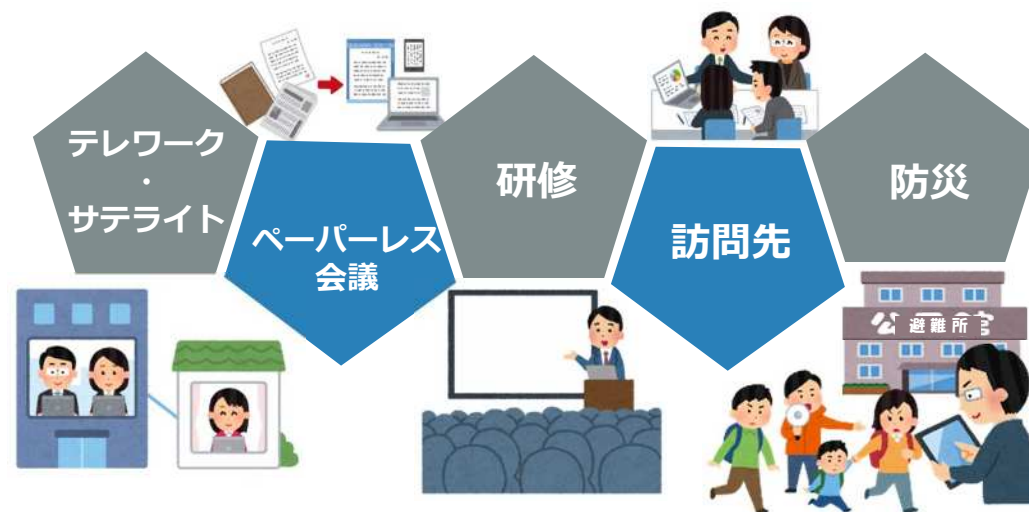 テレワーク
・
サテライト
ペーパーレス
会議
研修
訪問先
防災
避難所